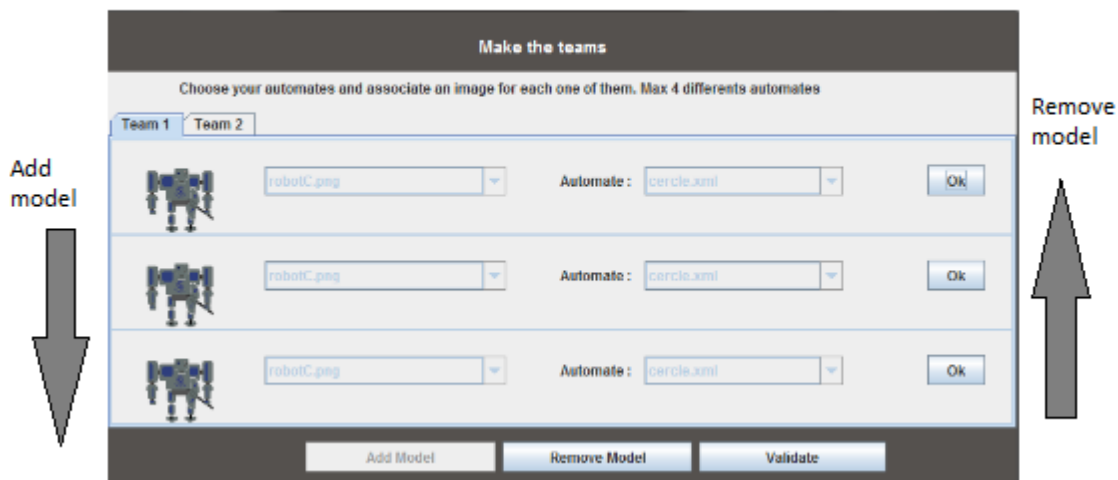 Make the teams
Choose your automates and associate an image for each one of them. Max 4 differents automates
Team 1 Team 2
Add
model
Remove
model
robotC.png Automate : cercle.xml Ok
robotC.png Automate : cercle.xml Ok
robotC.png Automate : cercle.xml Ok
Add Model Remove Model Validate